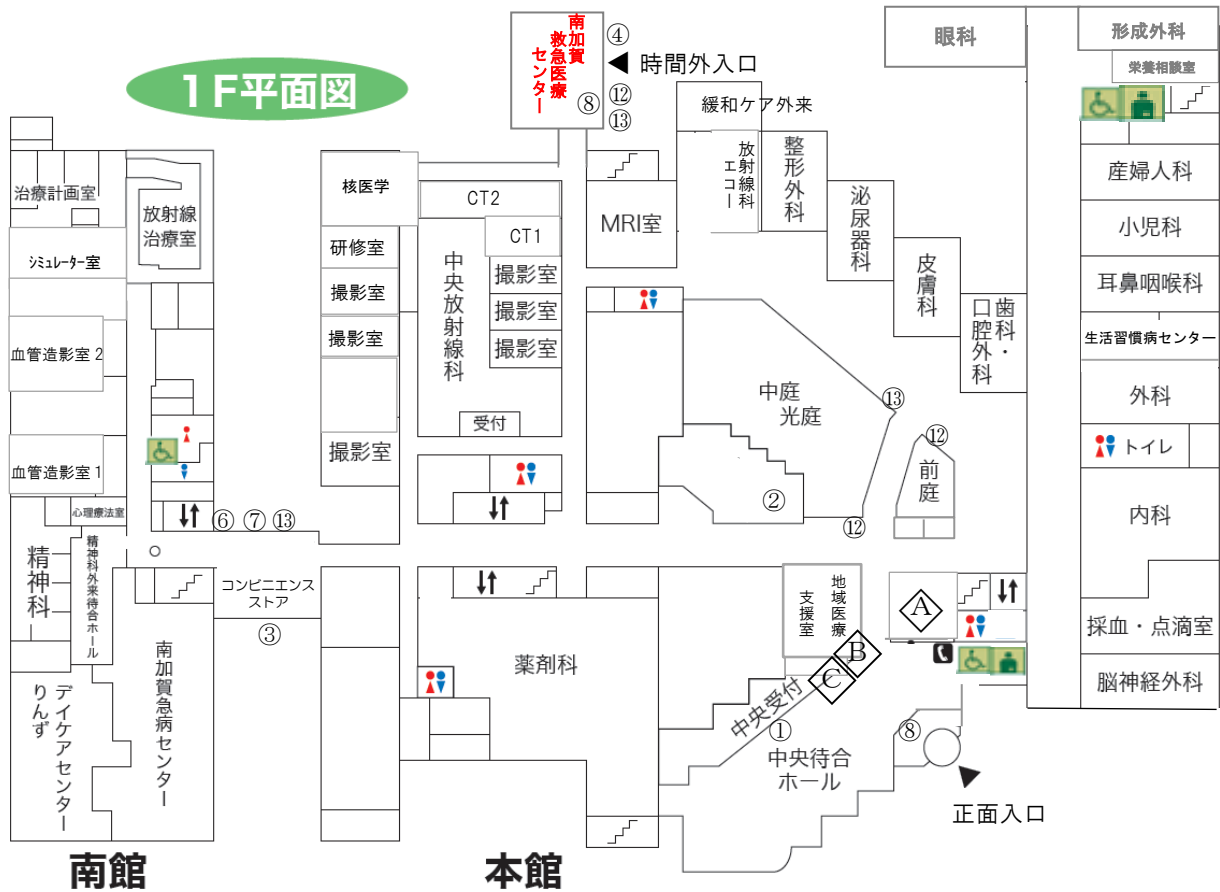 1F平面図
南加賀
救急医療
センター
④
時間外入口
⑧
⑫
⑬
眼科
形成外科
栄養相談室
緩和ケア外来
放射線科
エコー
整形外科
泌尿器科
皮膚科
歯科・
口腔外科
産婦人科
小児科
耳鼻咽喉科
生活習慣病センター
外科
トイレ
内科
採血・点滴室
脳神経外科
治療計画室
放射線
治療室
シミュレーター室
血管造影室2
血管造影室1
心理療法室
精神科
精神科外来待合ホール
核医学
研修室
撮影室
撮影室
撮影室
CT2
CT1
中央放射線科
撮影室
撮影室
撮影室
受付
MRI室
中庭
光庭
⑬
⑫
前庭
②
⑫
⑥
⑦
⑬
コンビニエンス
ストア
③
南加賀急病センター
デイケアセンター
りんず
薬剤科
地域医療
支援室
A
B
C
中央受付
①
中央待合
ホール
⑧
正面入口
南館
本館